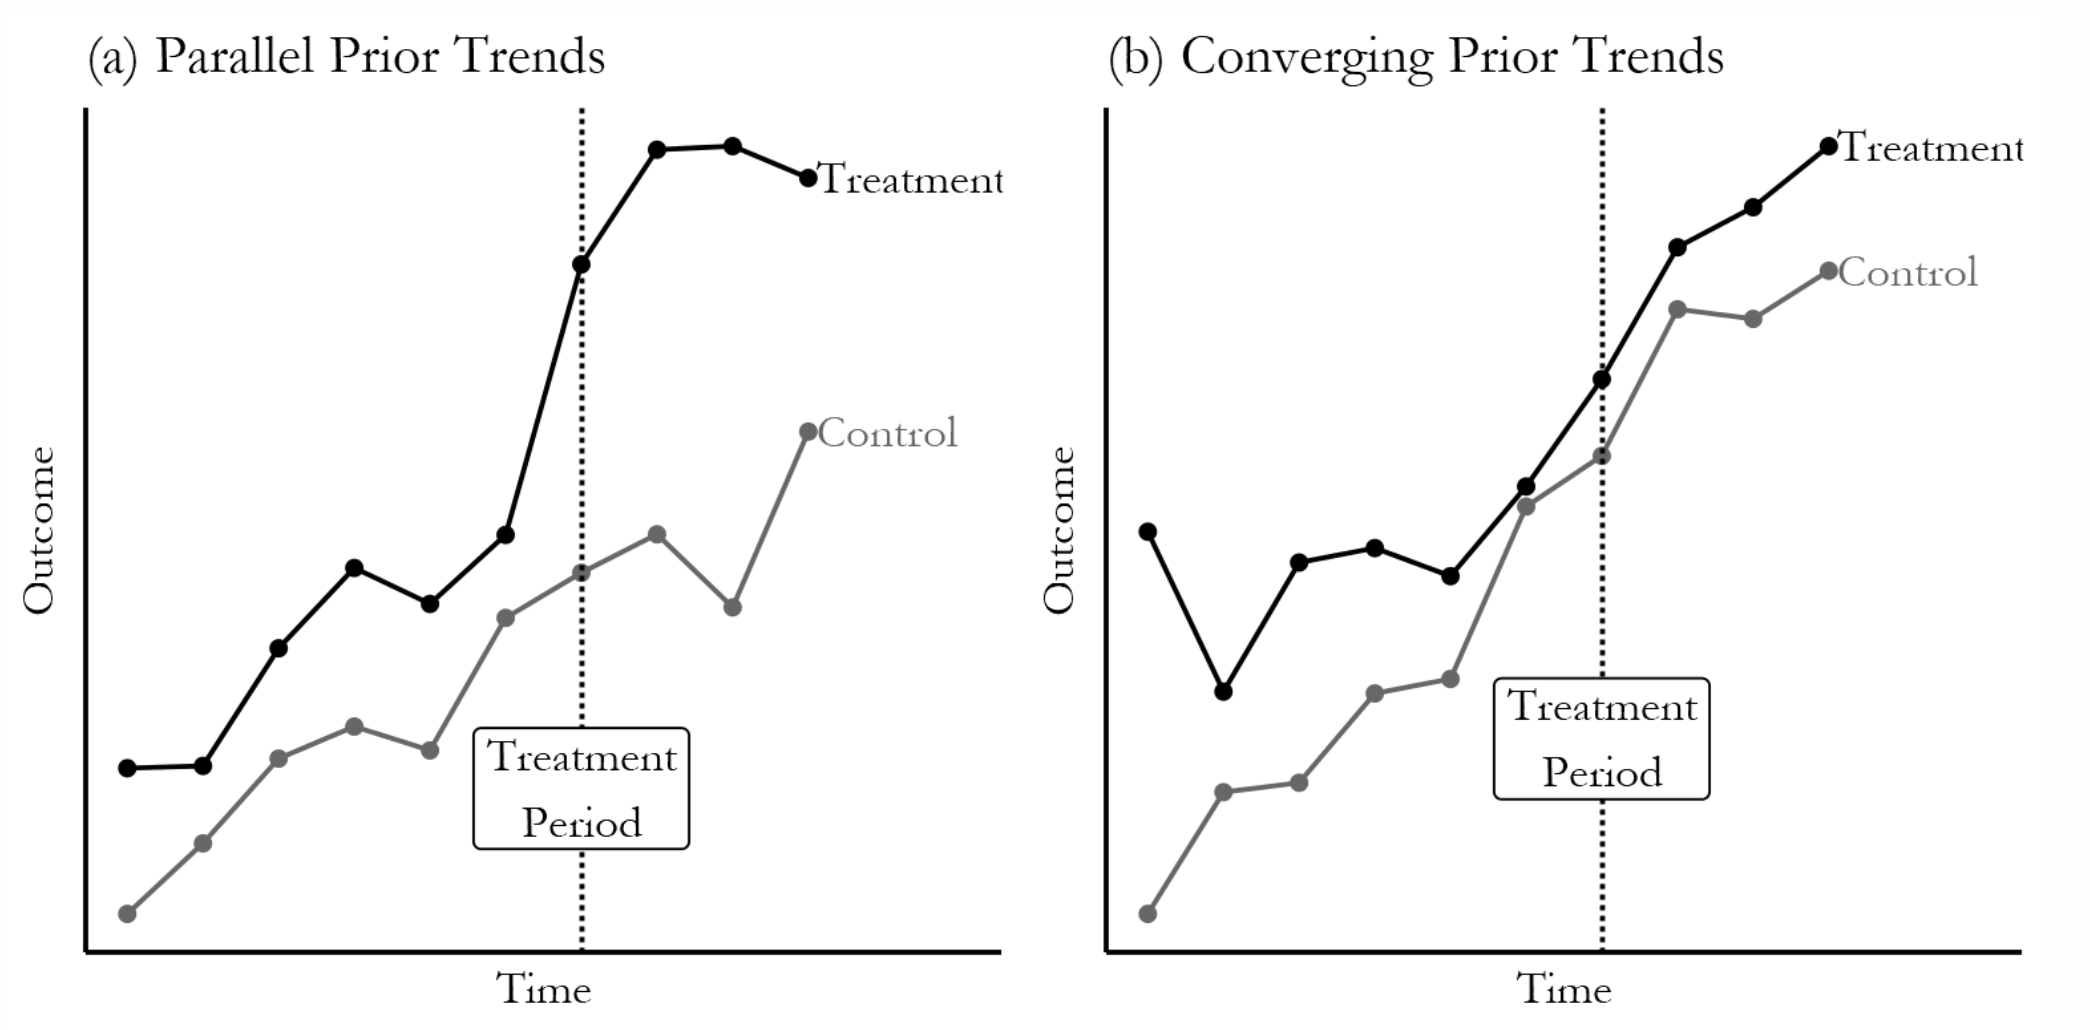 (a) Parallel Prior Trends
Outcome
Treatment
Control
Treatment
Period
Time
(b) Converging Prior Trends
Outcome
Treatment
Control
Treatment
Period
Time